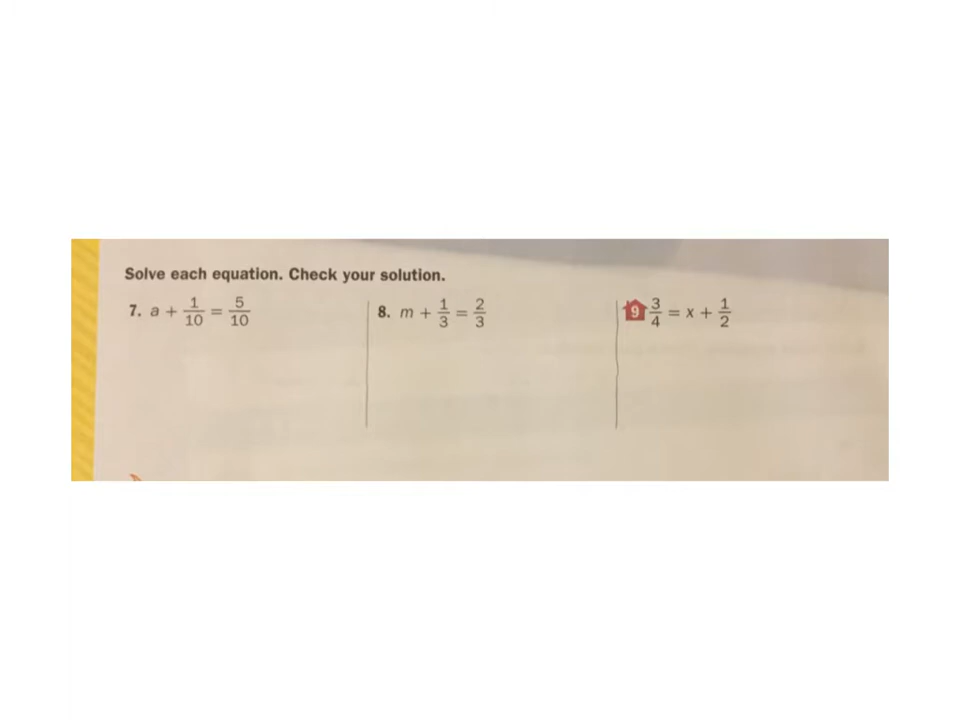 Solve each equation. Check your solution.
7. a + 1/10 = 5/10
8. m + 1/3 = 2/3
9 3/4 = x + 1/2